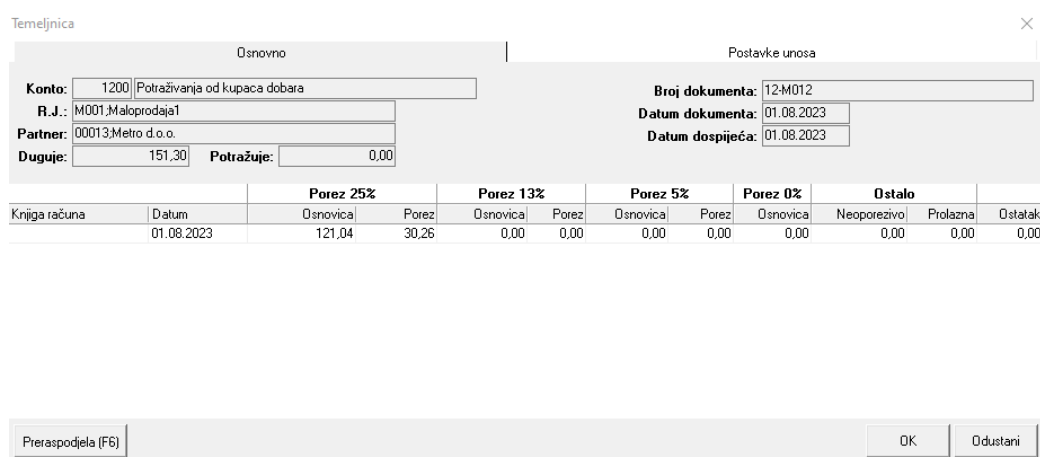 Temeljnica
Osnovno Postavke unosa
Konto: 1200 Potraživanja od kupaca dobara Broj dokumenta: 12-M012
R.J.: M001;Maloprodaja1 Datum dokumenta: 01.08.2023
Partner: 00013;Metro d.o.o. Datum dospijeća: 01.08.2023
Duguje: 151,30 Potražuje: 0,00
Porez 25% Porez 13% Porez 5% Porez 0% Ostalo
Knjiga računa Datum Osnovica Porez Osnovica Porez Osnovica Porez Osnovica Neoporezivo Prolazna Ostatak
01.08.2023 121,04 30,26 0,00 0,00 0,00 0,00 0,00 0,00 0,00 0,00
Preraspodjela (F6) OK Odustani